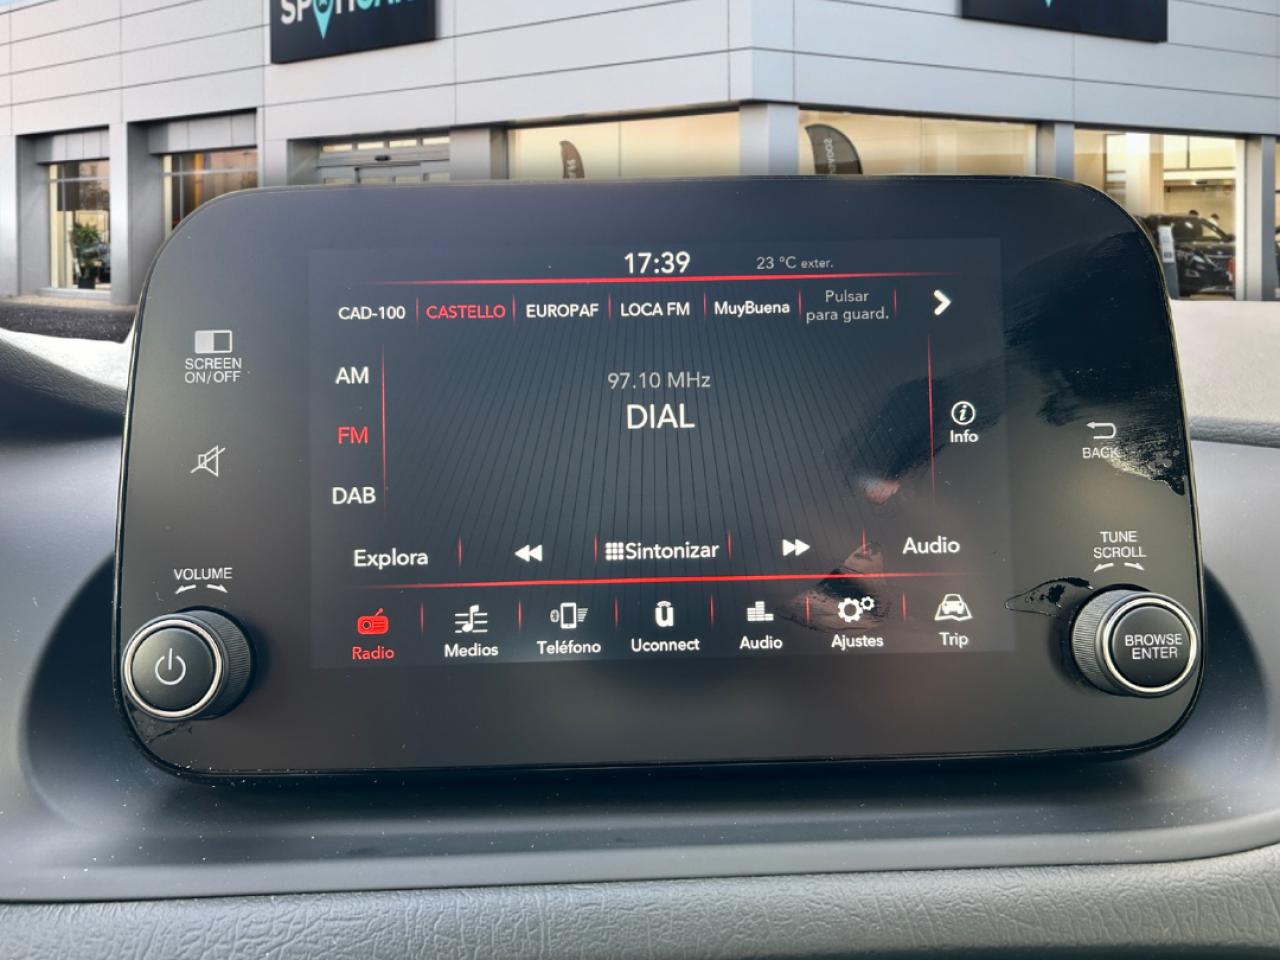 17:39
23 °C exter.
CAD-100
CASTELLO
EUROPAF
LOCA FM
MuyBuena
Pulsar
para guard.
SCREEN
ON/OFF
AM
97.10 MHz
DIAL
FM
Info
BACK
DAB
Explora
Sintonizar
Audio
TUNE
SCROLL
VOLUME
Radio
Medios
Teléfono
Uconnect
Audio
Ajustes
Trip
BROWSE
ENTER